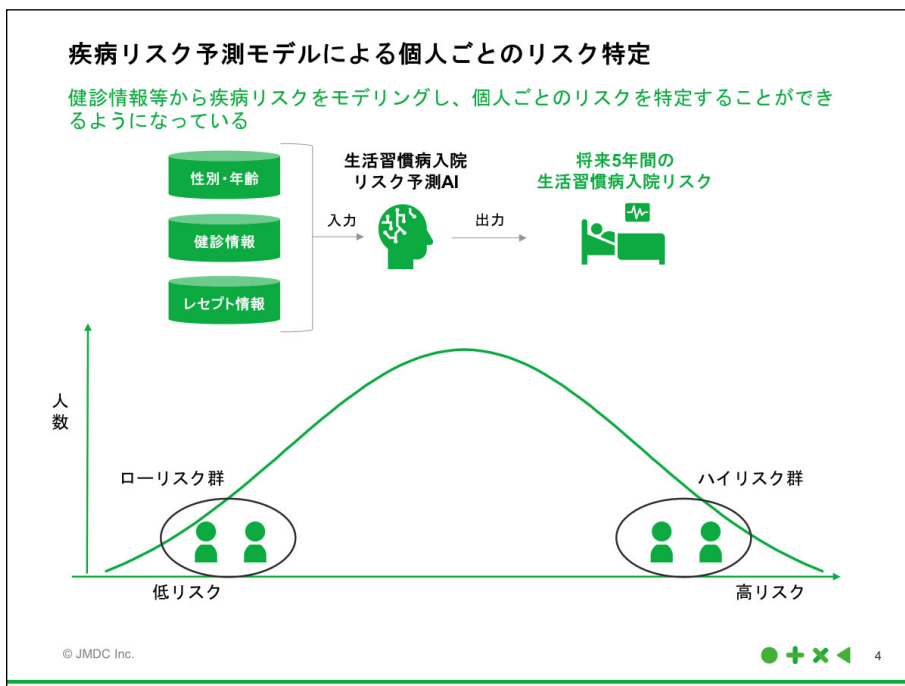 疾病リスク予測モデルによる個人ごとのリスク特定
健診情報等から疾病リスクをモデリングし、個人ごとのリスクを特定することができ
るようになっている
性別・年齢
健診情報
レセプト情報
入力
生活習慣病入院
リスク予測AI
出力
将来5年間の
生活習慣病入院リスク
人
数
ローリスク群
ハイリスク群
低リスク
高リスク
© JMDC Inc.
4